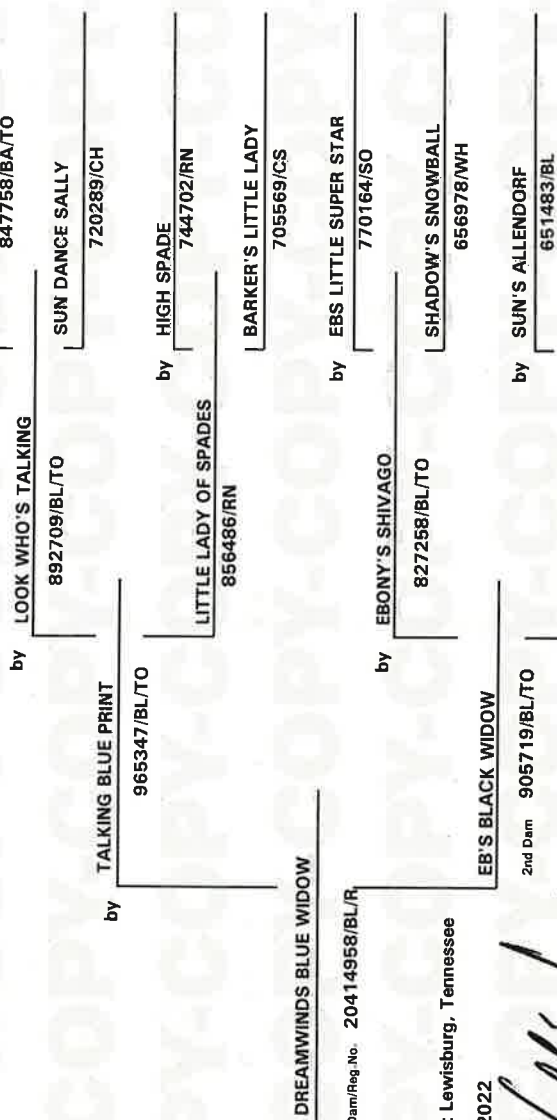 847758/BA/TO
SUN DANCE SALLY
720289/CH
by HIGH SPADE
744702/RN
BARKER'S LITTLE LADY
705569/CS
by EBS LITTLE SUPER STAR
770164/SO
SHADOW'S SNOWBALL
656978/WH
by SUN'S ALLENDORF
651483/BL
by LOOK WHO'S TALKING
892709/BL/TO
LITTLE LADY OF SPADES
856486/RN
by EBONY'S SHIVAGO
827258/BL/TO
by TALKING BLUE PRINT
965347/BL/TO
EB'S BLACK WIDOW
2nd Dam 905719/BL/TO
DREAMWINDS BLUE WIDOW
Dam/Reg.No. 20414958/BL/R
: Lewisburg, Tennessee
2022
COPY-COPY-COPY